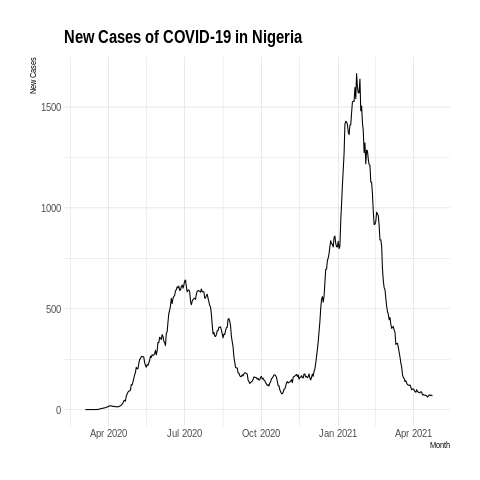 New Cases of COVID-19 in Nigeria
New Cases
1500
1000
500
0
Apr 2020 Jul 2020 Oct 2020 Jan 2021 Apr 2021
Month